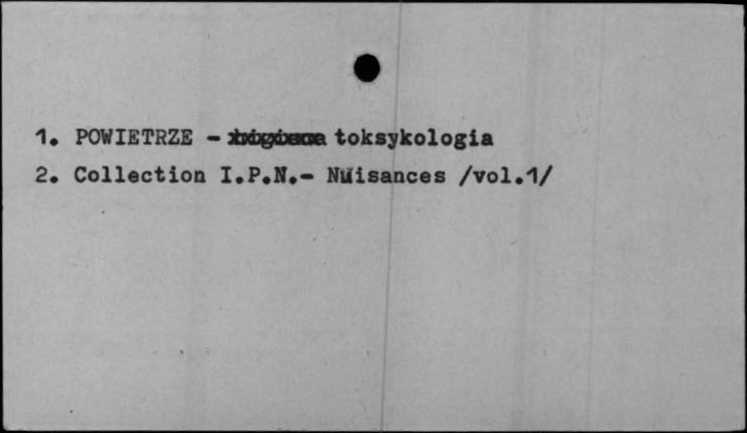 1. POWIETRZE - toksykologia
2. Collection I.P.N.- Nuisances /vol.1/